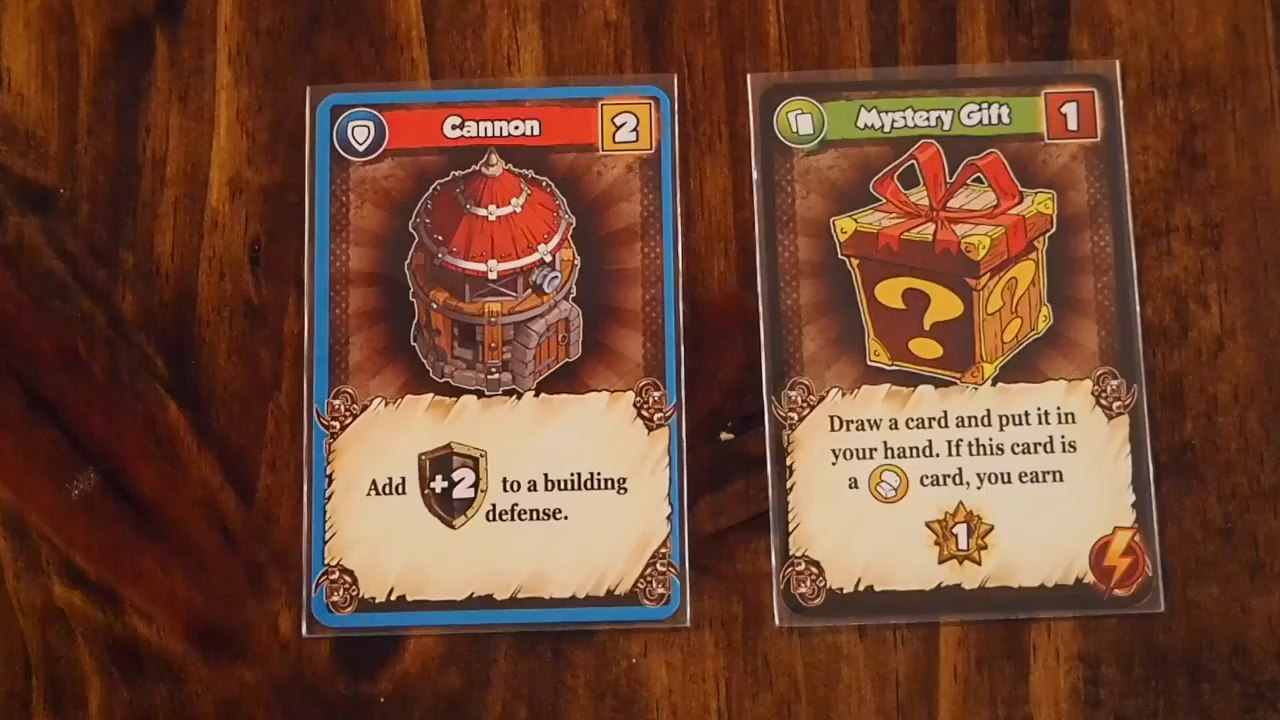 Cannon
2
Add +2 to a building
defense.
Mystery Gift
1
? ?
Draw a card and put it in
your hand. If this card is
a card, you earn
1